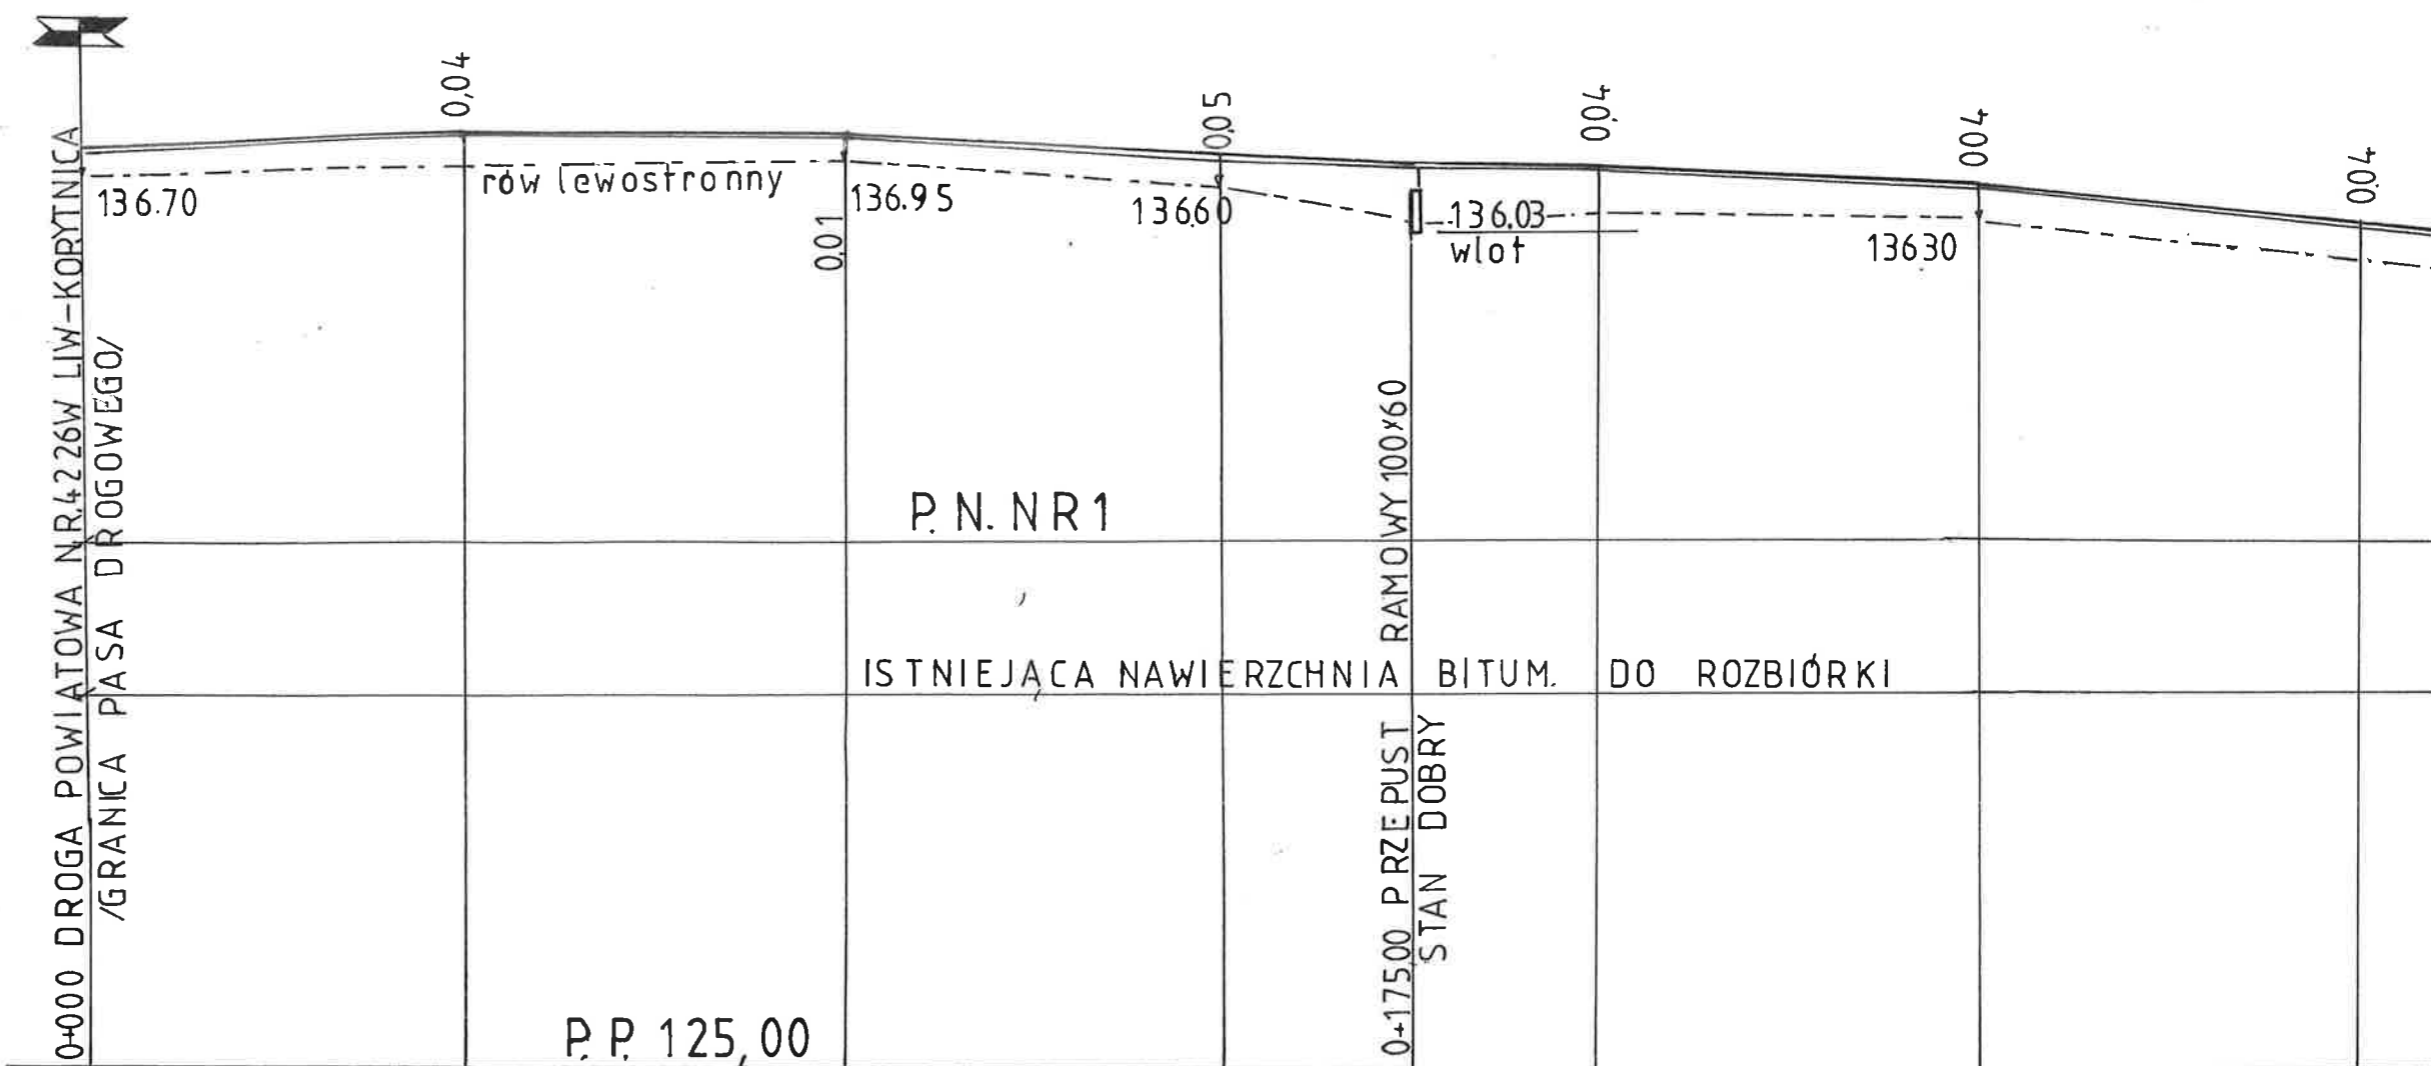 0,04
0,05
0,04
0,04
0,04
136.70
rów lewostronny
136.95
0,01
136,60
136,03
wlot
136 30
0+000 DROGA POWIATOWA NR.4226W LIW-KORYTNICA
/GRANICA PASA DROGOWEGO/
P. N. NR 1
ISTNIEJĄCA NAWIERZCHNIA BITUM. DO ROZBIÓRKI
0+175,00 PRZEPUST RAMOWY 100x60
STAN DOBRY
P. P. 125,00